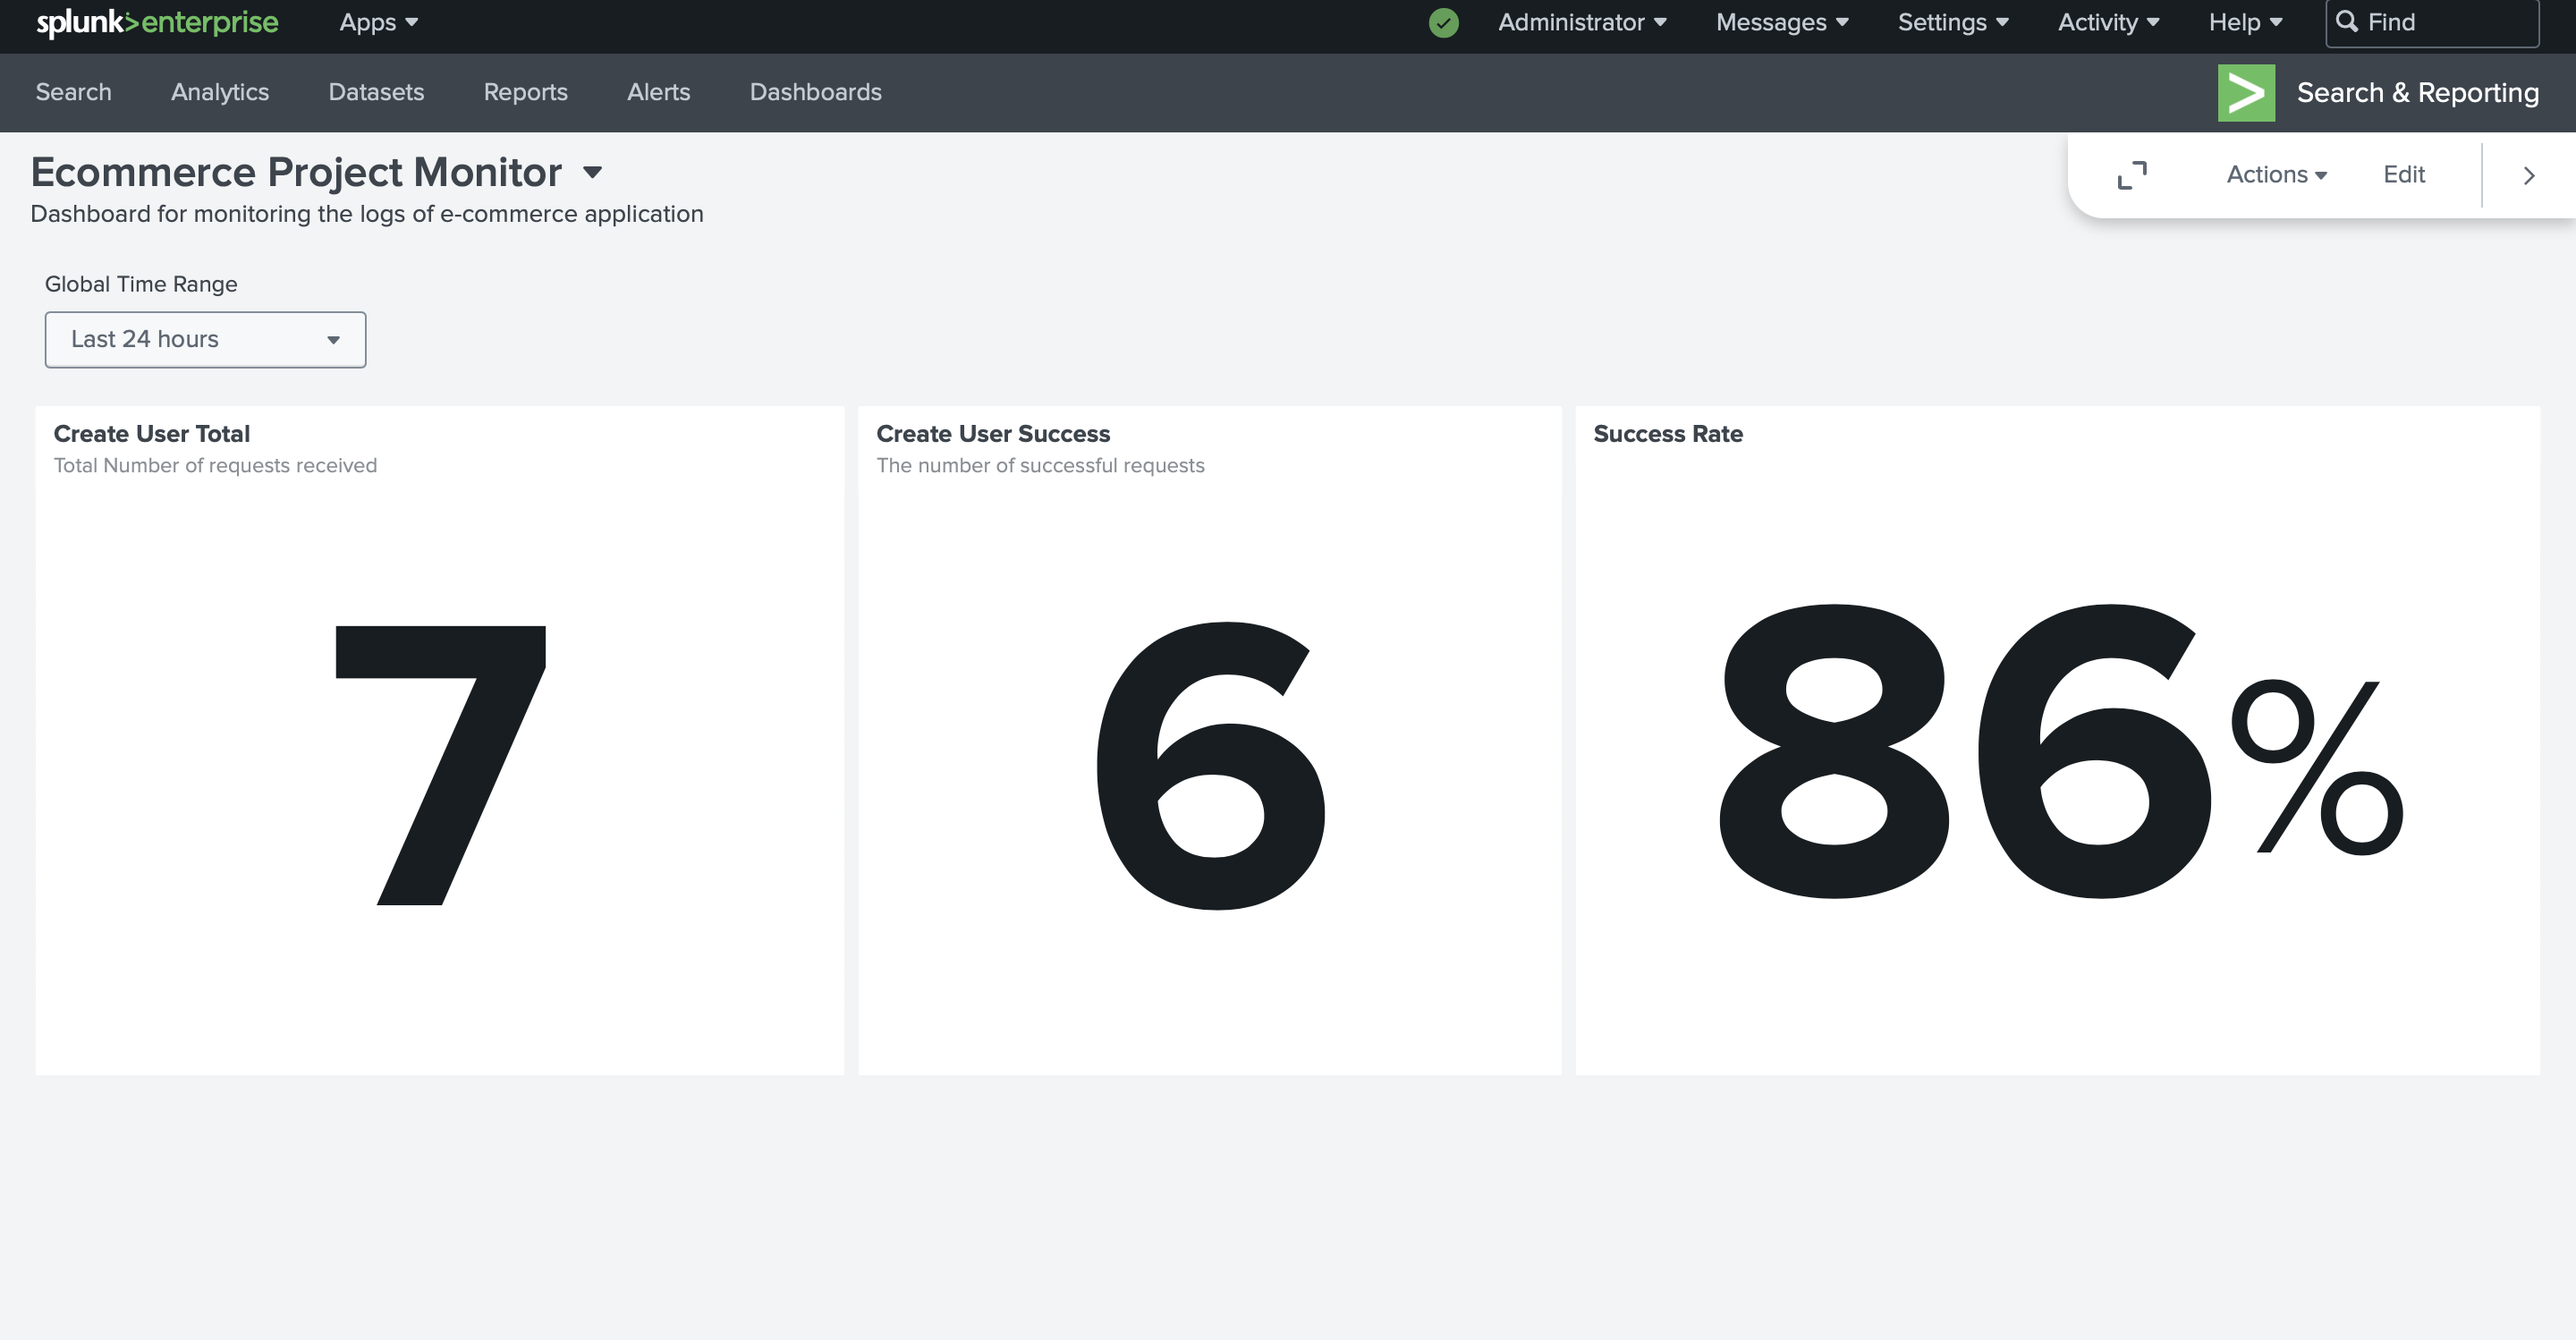 splunk>enterprise Apps Administrator Messages Settings Activity Help Find
Search Analytics Datasets Reports Alerts Dashboards Search & Reporting
Ecommerce Project Monitor Actions Edit
Dashboard for monitoring the logs of e-commerce application
Global Time Range
Last 24 hours
Create User Total
Total Number of requests received
7
Create User Success
The number of successful requests
6
Success Rate
86%